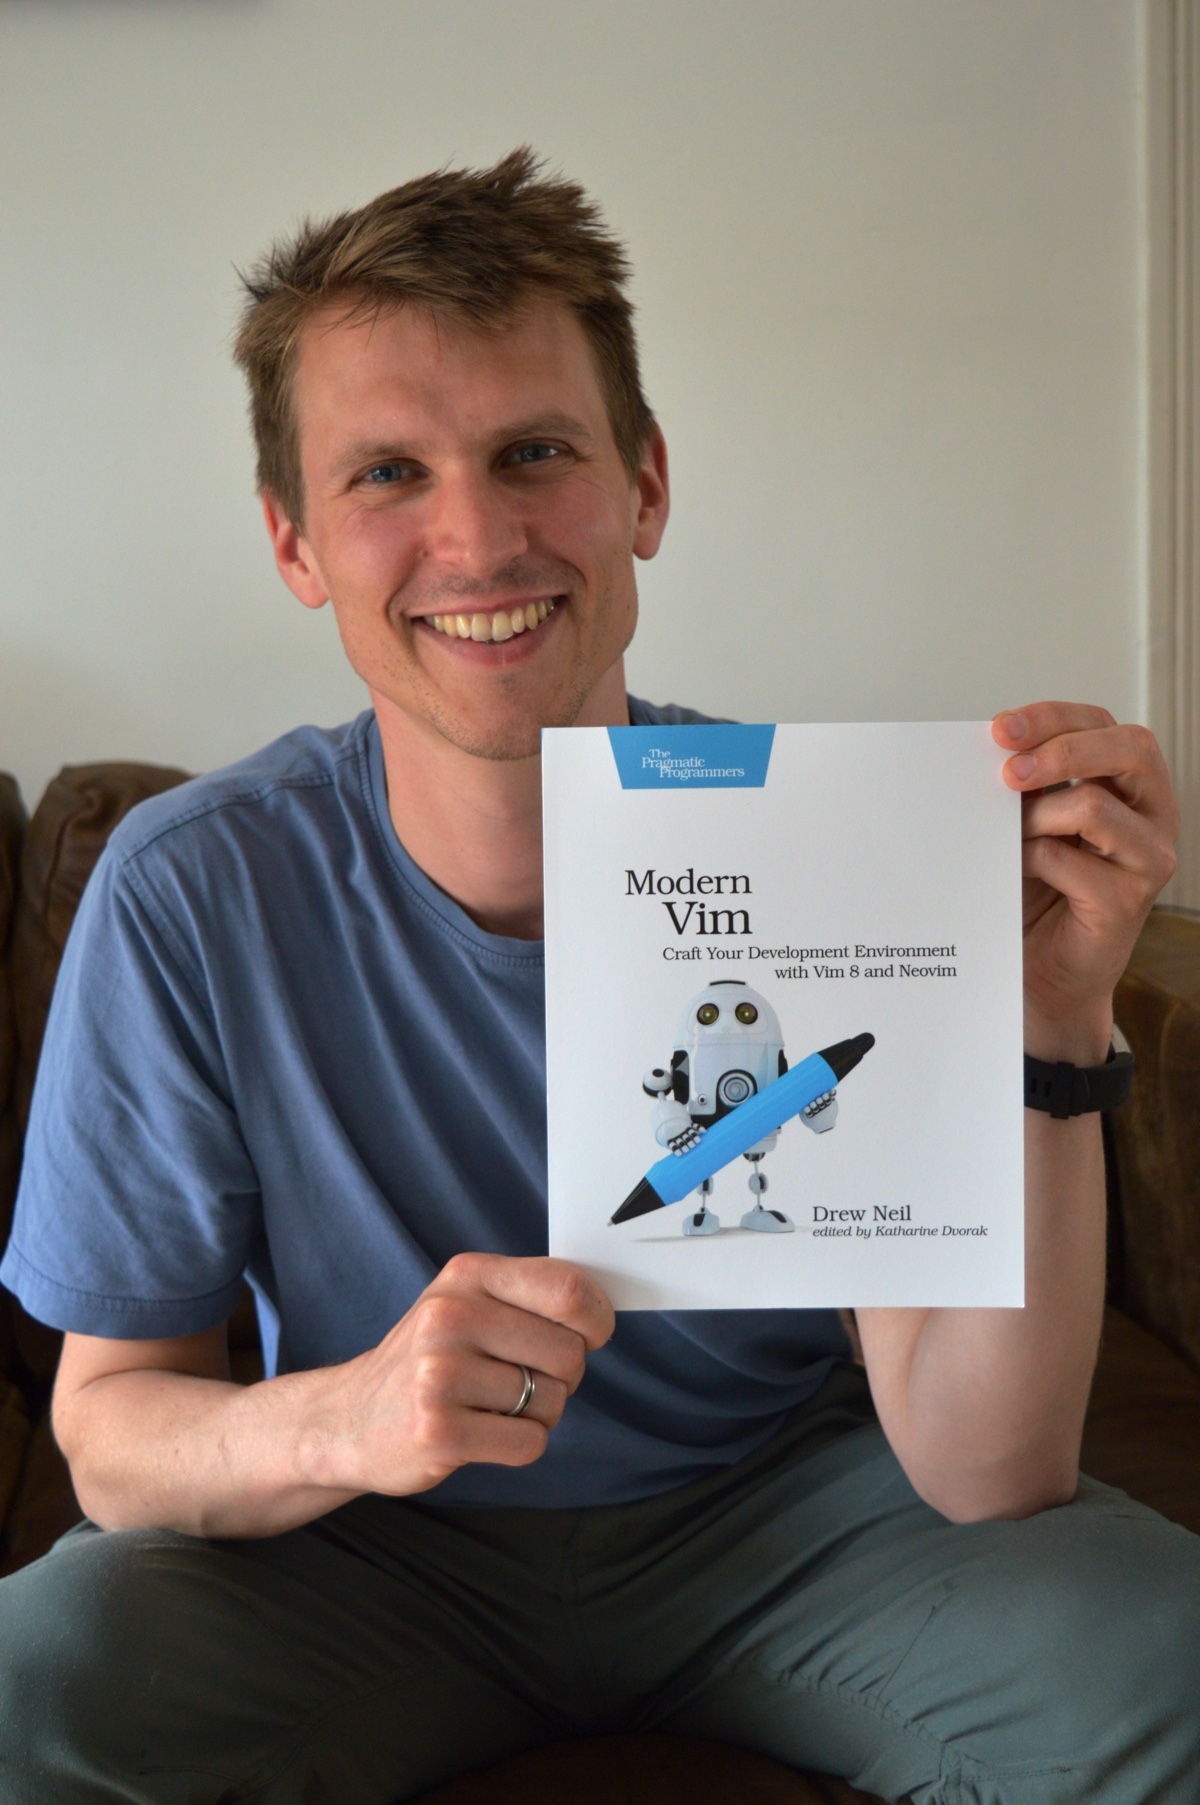 The
Pragmatic
Programmers
Modern
Vim
Craft Your Development Environment
with Vim 8 and Neovim
Drew Neil
edited by Katharine Dvorak